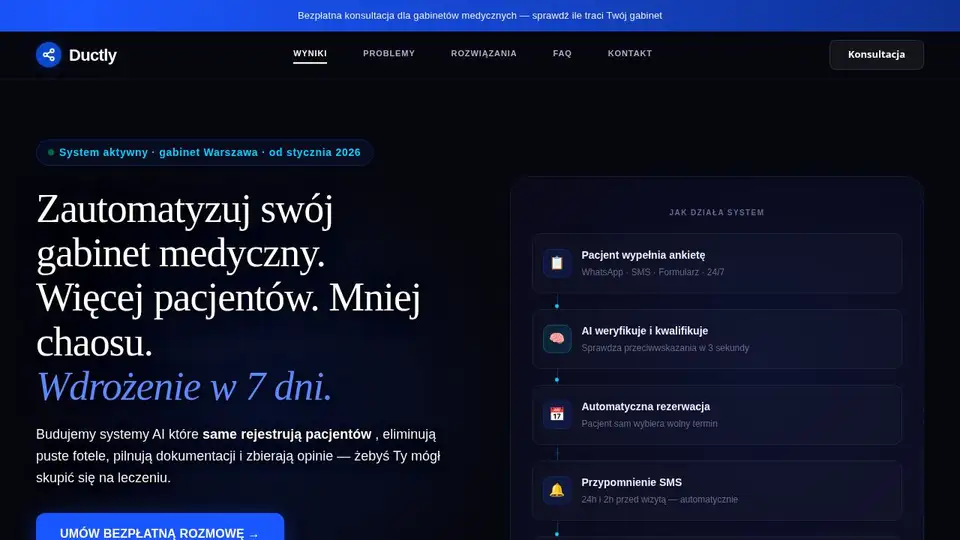 Bezpłatna konsultacja dla gabinetów medycznych — sprawdź ile traci Twój gabinet
Ductly
WYNIKI
PROBLEMY
ROZWIĄZANIA
FAQ
KONTAKT
Konsultacja
System aktywny · gabinet Warszawa · od stycznia 2026
Zautomatyzuj swój
gabinet medyczny.
Więcej pacjentów. Mniej
chaosu.
Wdrożenie w 7 dni.
Budujemy systemy AI które same rejestrują pacjentów , eliminują
puste fotele, pilnują dokumentacji i zbierają opinie — żebyś Ty mógł
skupić się na leczeniu.
UMÓW BEZPŁATNĄ ROZMOWĘ →
JAK DZIAŁA SYSTEM
Pacjent wypełnia ankietę
WhatsApp · SMS · Formularz · 24/7
AI weryfikuje i kwalifikuje
Sprawdza przeciwwskazania w 3 sekundy
Automatyczna rezerwacja
Pacjent sam wybiera wolny termin
Przypomnienie SMS
24h i 2h przed wizytą — automatycznie